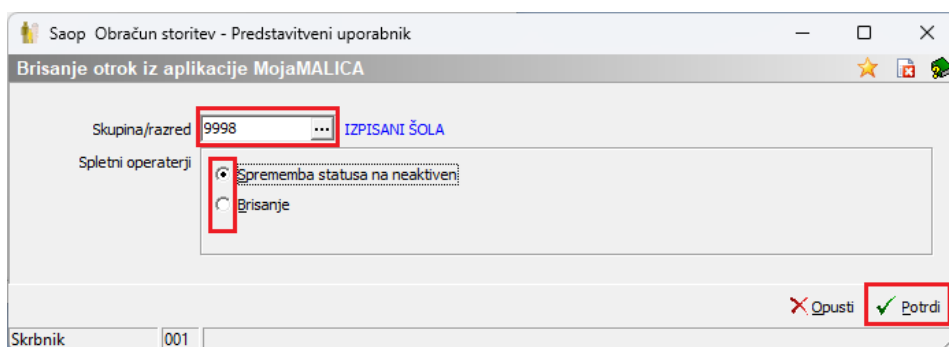 Saop Obračun storitev - Predstavitveni uporabnik
Brisanje otrok iz aplikacije MojaMALICA
Skupina/razred 9998 ... IZPISANI ŠOLA
Spletni operaterji
Sprememba statusa na neaktiven
Brisanje
Opusti Potrdi
Skrbnik 001